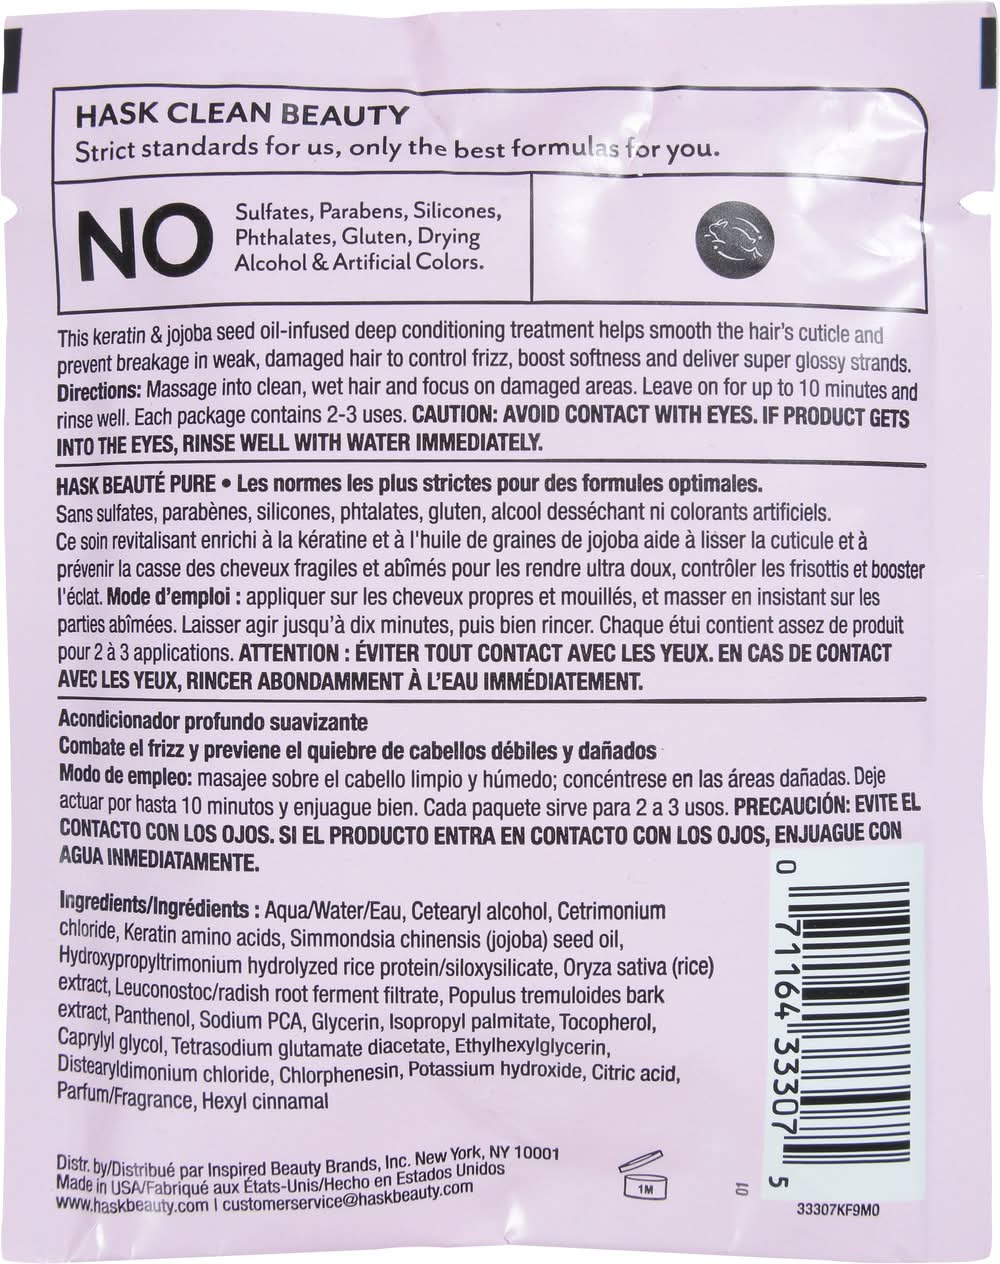 HASK CLEAN BEAUTY
Strict standards for us, only the best formulas for you.
NO
Sulfates, Parabens, Silicones,
Phthalates, Gluten, Drying
Alcohol & Artificial Colors.
This keratin & jojoba seed oil-infused deep conditioning treatment helps smooth the hair's cuticle and
prevent breakage in weak, damaged hair to control frizz, boost softness and deliver super glossy strands.
Directions: Massage into clean, wet hair and focus on damaged areas. Leave on for up to 10 minutes and
rinse well. Each package contains 2-3 uses. CAUTION: AVOID CONTACT WITH EYES. IF PRODUCT GETS
INTO THE EYES, RINSE WELL WITH WATER IMMEDIATELY.
HASK BEAUTÉ PURE • Les normes les plus strictes pour des formules optimales.
Sans sulfates, parabènes, silicones, phtalates, gluten, alcool desséchant ni colorants artificiels.
Ce soin revitalisant enrichi à la kératine et à l'huile de graines de jojoba aide à lisser la cuticule et à
prévenir la casse des cheveux fragiles et abîmés pour les rendre ultra doux, contrôler les frisottis et booster
l'éclat. Mode d'emploi : appliquer sur les cheveux propres et mouillés, et masser en insistant sur les
parties abîmées. Laisser agir jusqu'à dix minutes, puis bien rincer. Chaque étui contient assez de produit
pour 2 à 3 applications. ATTENTION : ÉVITER TOUT CONTACT AVEC LES YEUX. EN CAS DE CONTACT
AVEC LES YEUX, RINCER ABONDAMMENT À L'EAU IMMÉDIATEMENT.
Acondicionador profundo suavizante
Combate el frizz y previene el quiebre de cabellos débiles y dañados
Modo de empleo: masajee sobre el cabello limpio y húmedo; concéntrese en las áreas dañadas. Deje
actuar por hasta 10 minutos y enjuague bien. Cada paquete sirve para 2 a 3 usos. PRECAUCIÓN: EVITE EL
CONTACTO CON LOS OJOS. SI EL PRODUCTO ENTRA EN CONTACTO CON LOS OJOS, ENJUAGUE CON
AGUA INMEDIATAMENTE.
Ingredients/Ingrédients : Aqua/Water/Eau, Cetearyl alcohol, Cetrimonium
chloride, Keratin amino acids, Simmondsia chinensis (jojoba) seed oil,
Hydroxypropyltrimonium hydrolyzed rice protein/siloxysilicate, Oryza sativa (rice)
extract, Leuconostoc/radish root ferment filtrate, Populus tremuloides bark
extract, Panthenol, Sodium PCA, Glycerin, Isopropyl palmitate, Tocopherol,
Caprylyl glycol, Tetrasodium glutamate diacetate, Ethylhexylglycerin,
Distearyldimonium chloride, Chlorphenesin, Potassium hydroxide, Citric acid,
Parfum/Fragrance, Hexyl cinnamal
Distr. by/Distribué par Inspired Beauty Brands, Inc. New York, NY 10001
Made in USA/Fabriqué aux États-Unis/Hecho en Estados Unidos
www.haskbeauty.com | customerservice@haskbeauty.com
1M
01
0 71164 33307 5
33307KF9M0